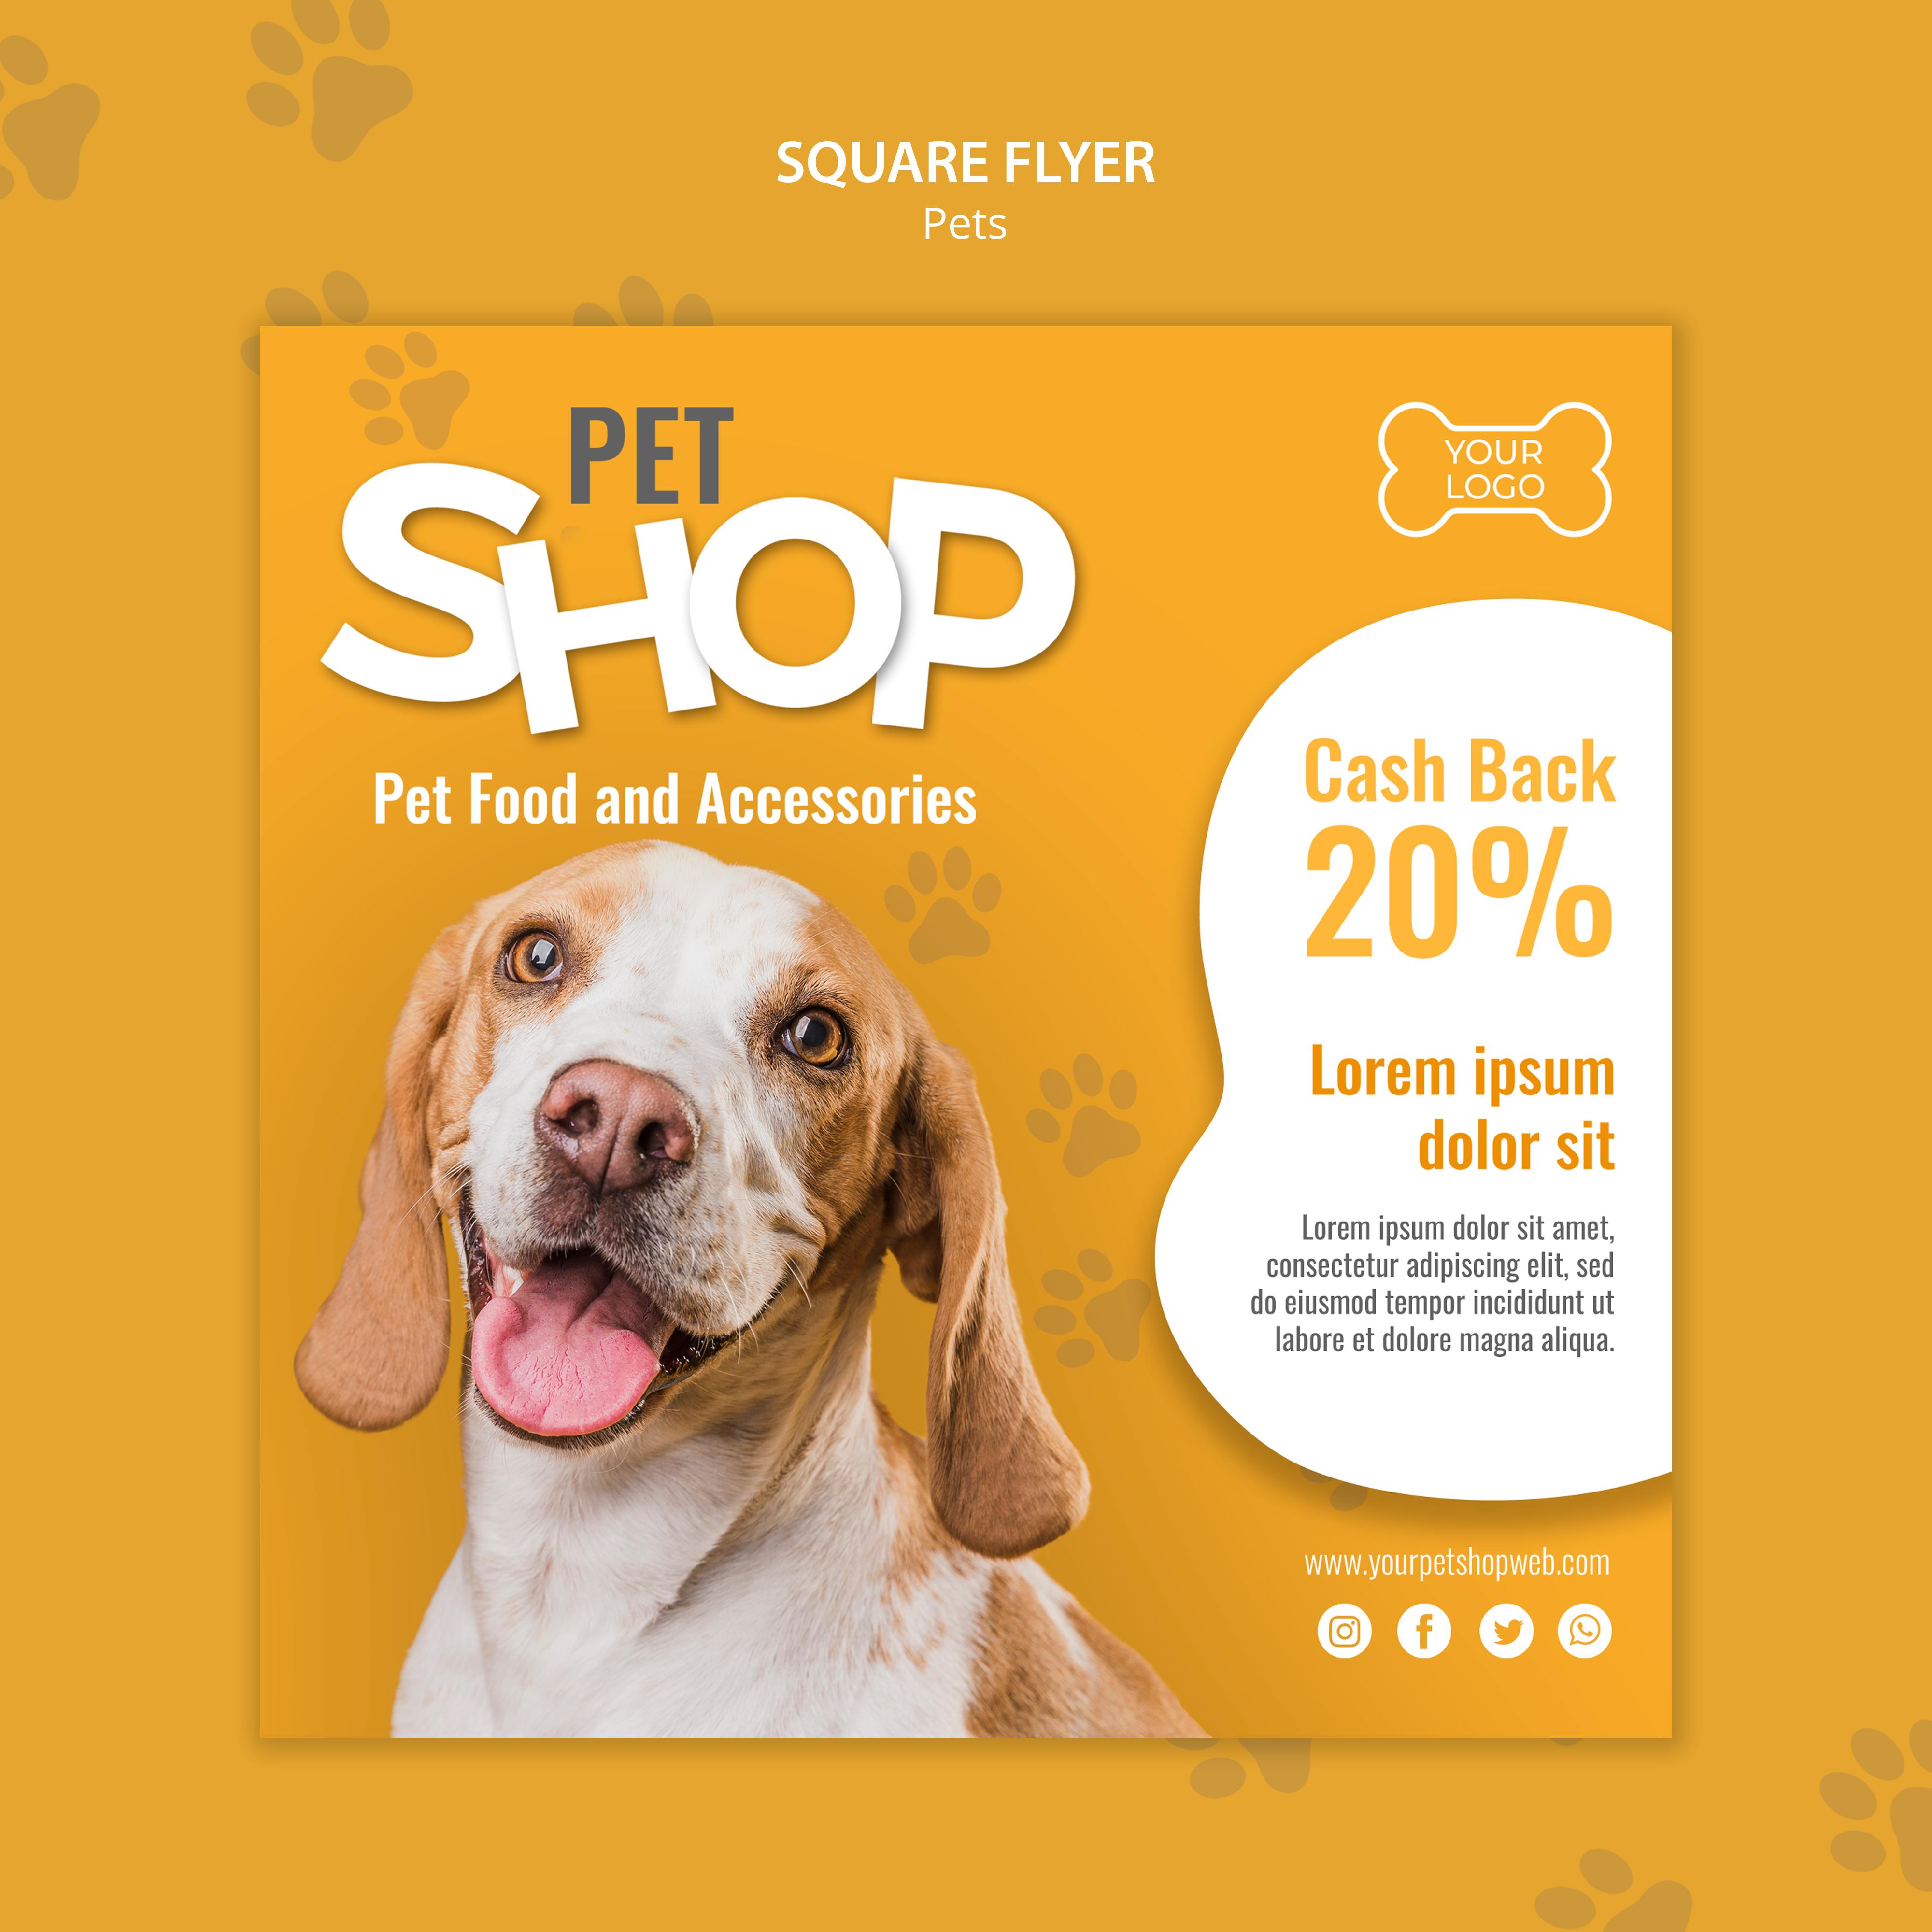 SQUARE FLYER
Pets
PET
SHOP
Pet Food and Accessories
YOUR
LOGO
Cash Back
20%
Lorem ipsum
dolor sit
Lorem ipsum dolor sit amet,
consectetur adipiscing elit, sed
do eiusmod tempor incididunt ut
labore et dolore magna aliqua.
www.yourpetshopweb.com